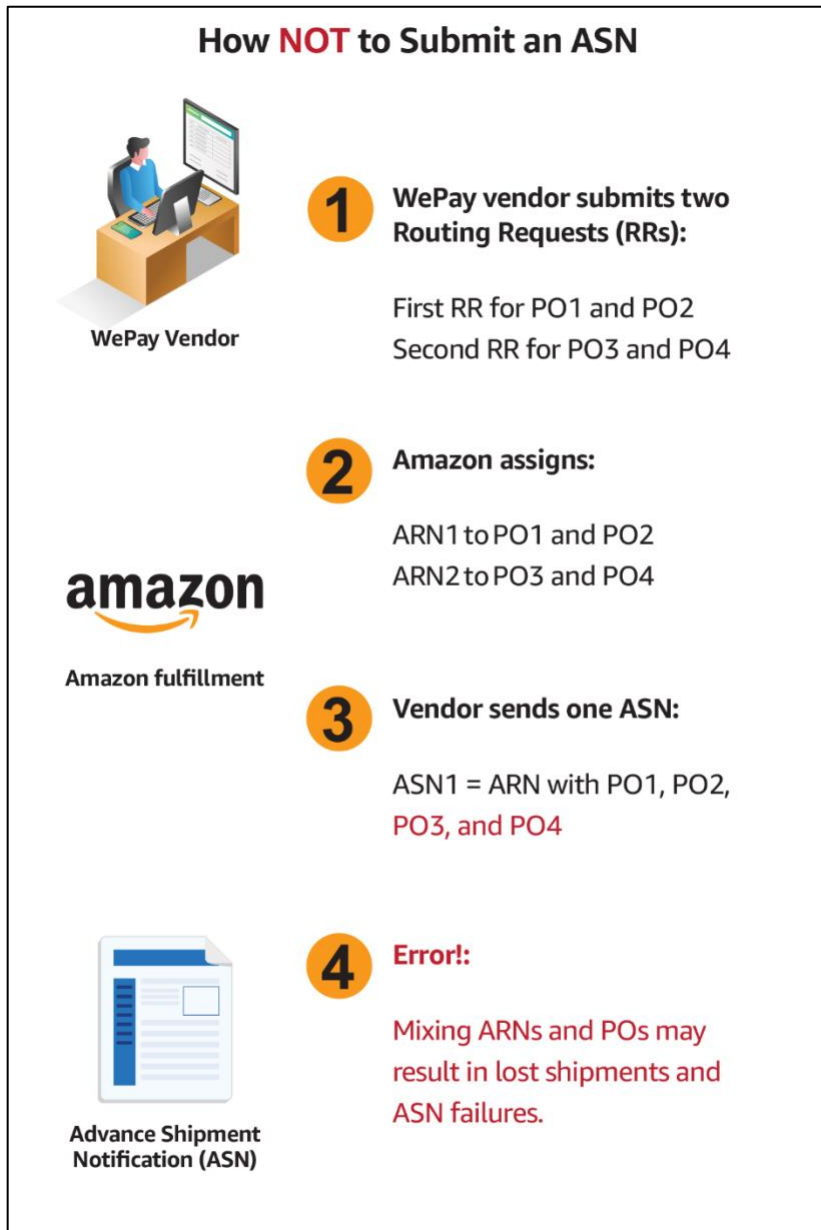 How NOT to Submit an ASN
WePay Vendor
1
WePay vendor submits two
Routing Requests (RRs):
First RR for PO1 and PO2
Second RR for PO3 and PO4
2
Amazon assigns:
ARN1 to PO1 and PO2
ARN2 to PO3 and PO4
amazon
Amazon fulfillment
3
Vendor sends one ASN:
ASN1 = ARN with PO1, PO2,
PO3, and PO4
4
Error!:
Mixing ARNs and POs may
result in lost shipments and
ASN failures.
Advance Shipment
Notification (ASN)